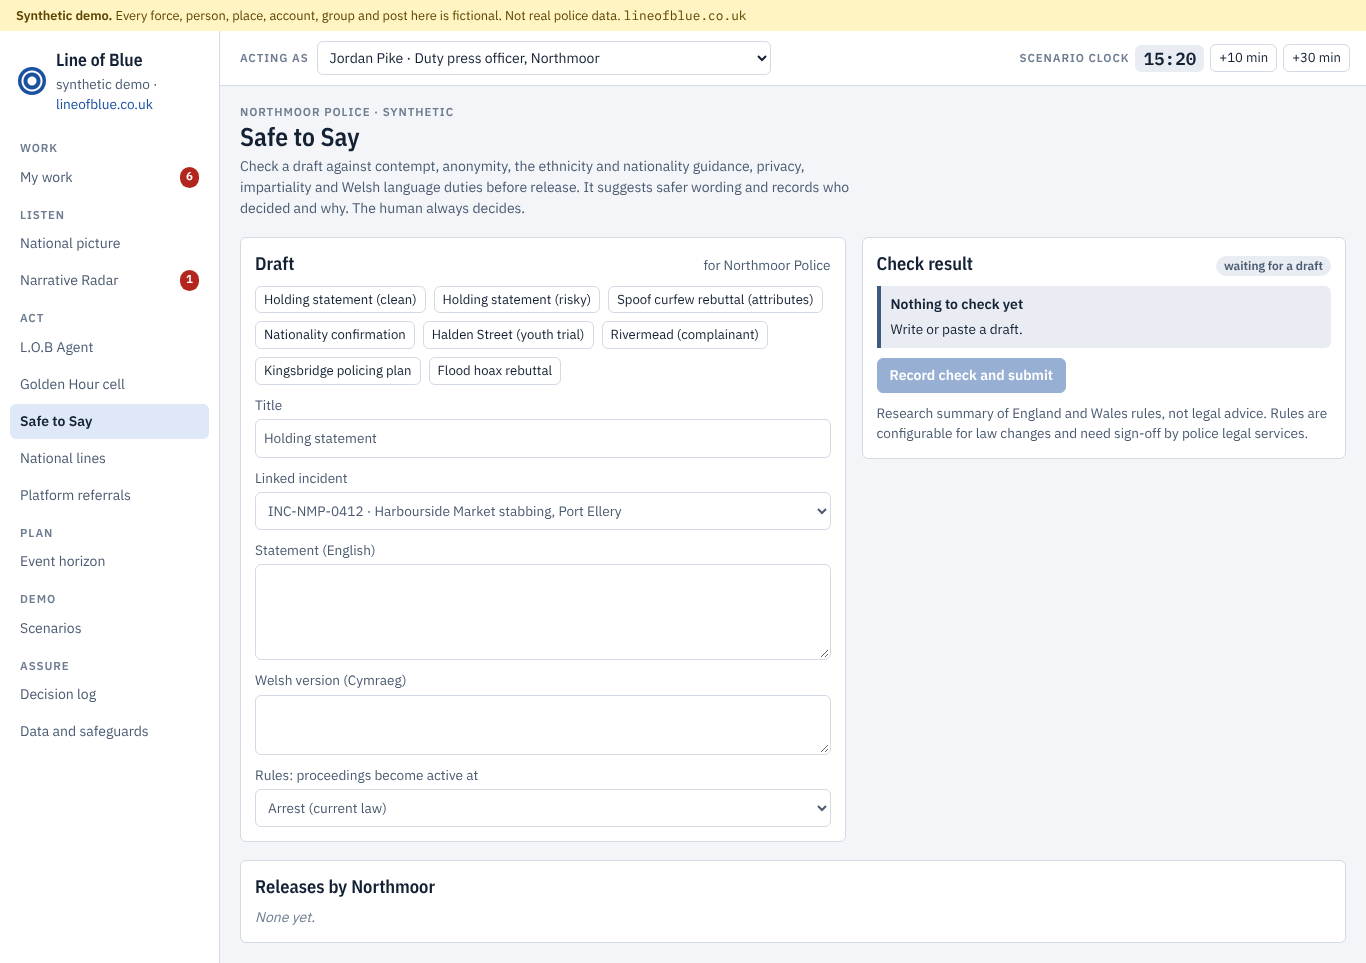 Synthetic demo. Every force, person, place, account, group and post here is fictional. Not real police data. lineofblue.co.uk
Line of Blue
synthetic demo ·
lineofblue.co.uk
WORK
My work 6
LISTEN
National picture
Narrative Radar 1
ACT
L.O.B Agent
Golden Hour cell
Safe to Say
National lines
Platform referrals
PLAN
Event horizon
DEMO
Scenarios
ASSURE
Decision log
Data and safeguards
ACTING AS Jordan Pike · Duty press officer, Northmoor
SCENARIO CLOCK 15:20 +10 min +30 min
NORTHMOOR POLICE · SYNTHETIC
Safe to Say
Check a draft against contempt, anonymity, the ethnicity and nationality guidance, privacy,
impartiality and Welsh language duties before release. It suggests safer wording and records who
decided and why. The human always decides.
Draft for Northmoor Police
Holding statement (clean) Holding statement (risky) Spoof curfew rebuttal (attributes)
Nationality confirmation Halden Street (youth trial) Rivermead (complainant)
Kingsbridge policing plan Flood hoax rebuttal
Title
Holding statement
Linked incident
INC-NMP-0412 · Harbourside Market stabbing, Port Ellery
Statement (English)
Welsh version (Cymraeg)
Rules: proceedings become active at
Arrest (current law)
Check result waiting for a draft
Nothing to check yet
Write or paste a draft.
Record check and submit
Research summary of England and Wales rules, not legal advice. Rules are
configurable for law changes and need sign-off by police legal services.
Releases by Northmoor
None yet.